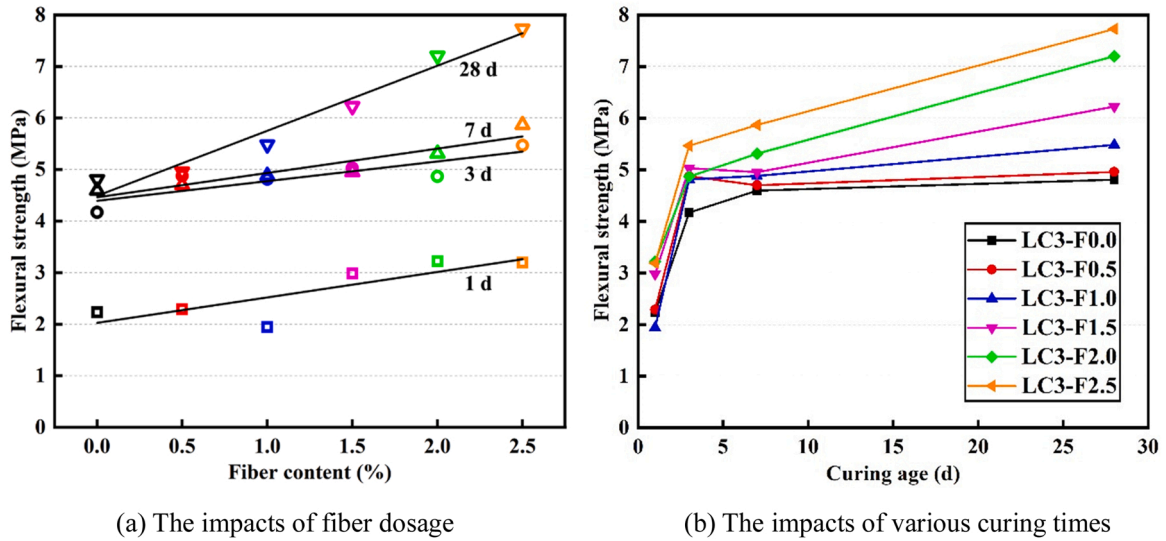 8
7
6
5
4
3
2
1
0
Flexural strength (MPa)
28 d
7 d
3 d
1 d
0.0 0.5 1.0 1.5 2.0 2.5
Fiber content (%)
(a) The impacts of fiber dosage
8
7
6
5
4
3
2
1
0
Flexural strength (MPa)
LC3-F0.0
LC3-F0.5
LC3-F1.0
LC3-F1.5
LC3-F2.0
LC3-F2.5
0 5 10 15 20 25 30
Curing age (d)
(b) The impacts of various curing times